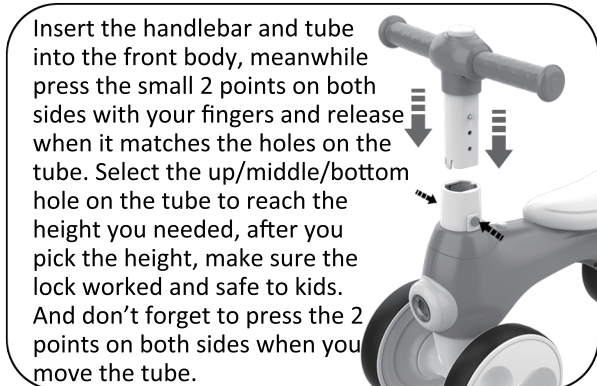 Insert the handlebar and tube
into the front body, meanwhile
press the small 2 points on both
sides with your fingers and release
when it matches the holes on the
tube. Select the up/middle/bottom
hole on the tube to reach the
height you needed, after you
pick the height, make sure the
lock worked and safe to kids.
And don’t forget to press the 2
points on both sides when you
move the tube.